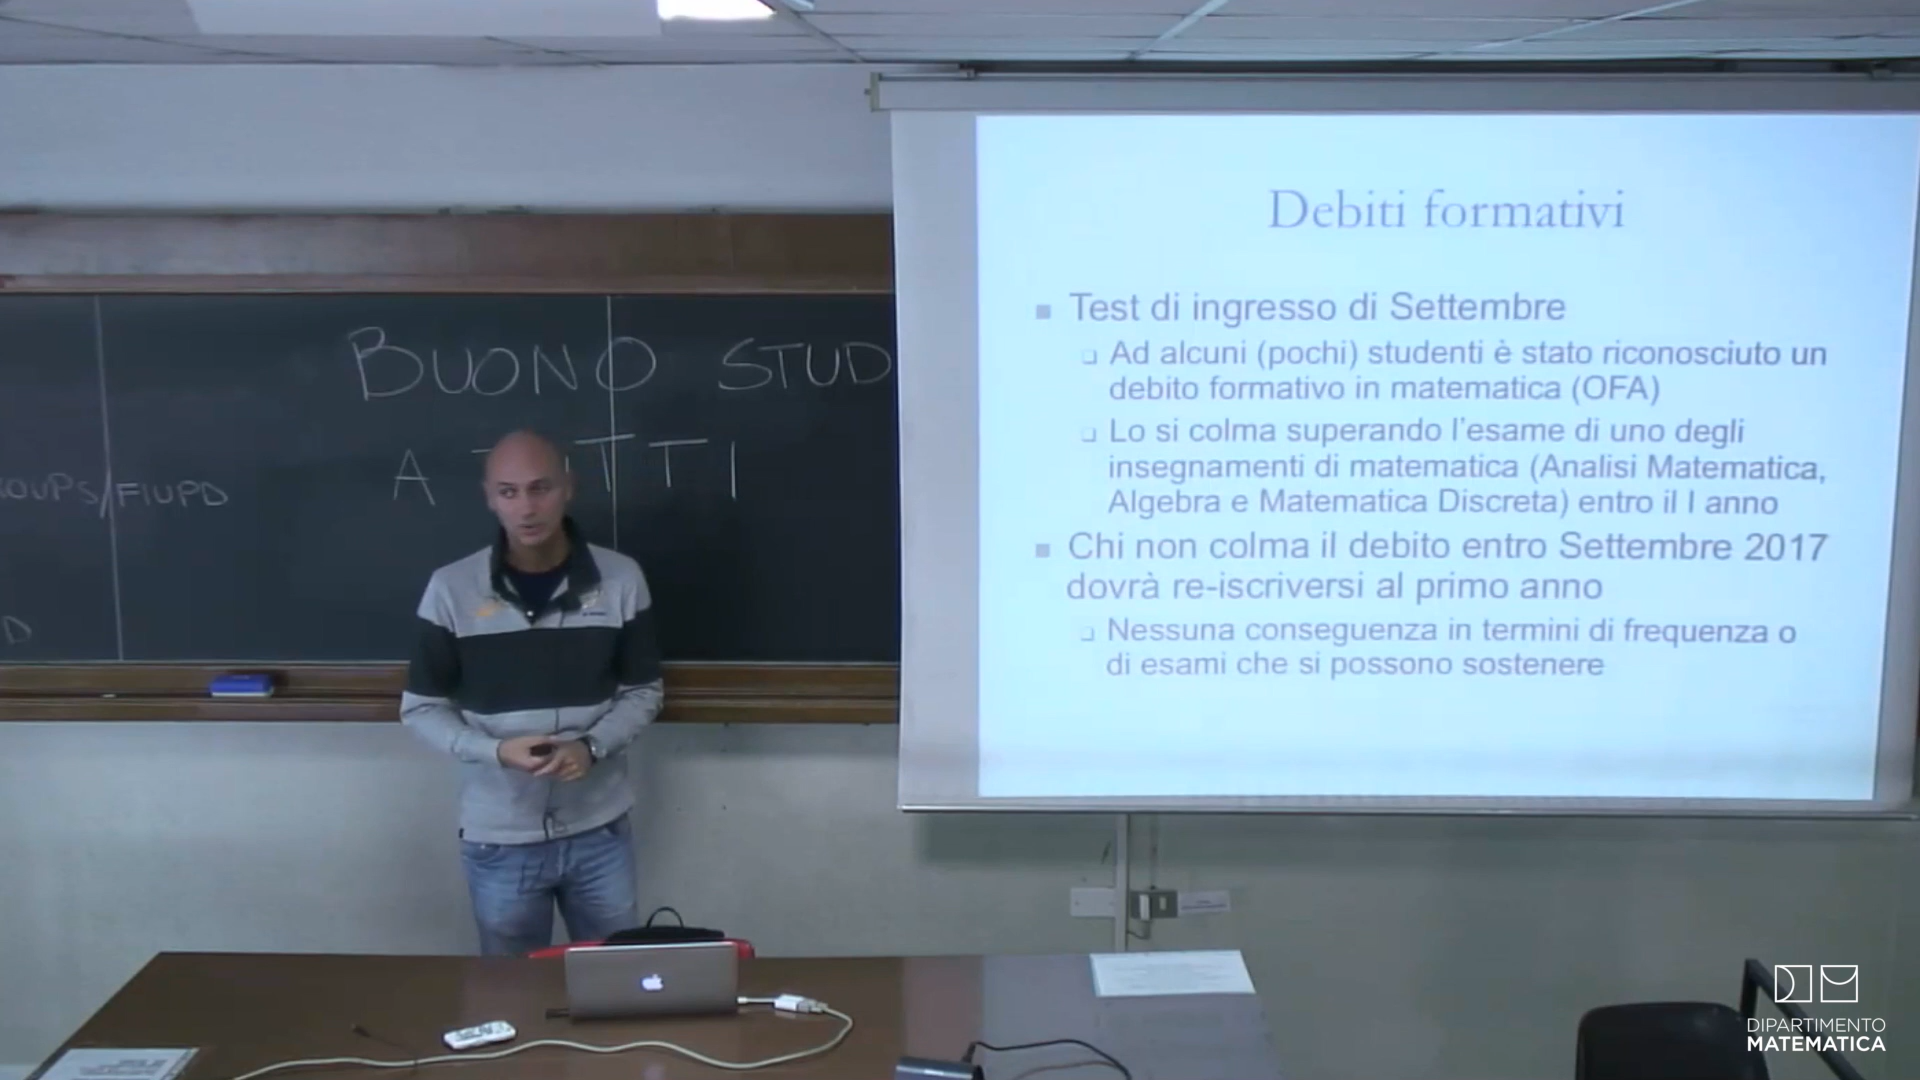 BUONO STUD
A TUTTI
OUPS/FIUPD
D
Debiti formativi
Test di ingresso di Settembre
Ad alcuni (pochi) studenti è stato riconosciuto un
debito formativo in matematica (OFA)
Lo si colma superando l'esame di uno degli
insegnamenti di matematica (Analisi Matematica,
Algebra e Matematica Discreta) entro il I anno
Chi non colma il debito entro Settembre 2017
dovrà re-iscriversi al primo anno
Nessuna conseguenza in termini di frequenza o
di esami che si possono sostenere
DIPARTIMENTO
MATEMATICA